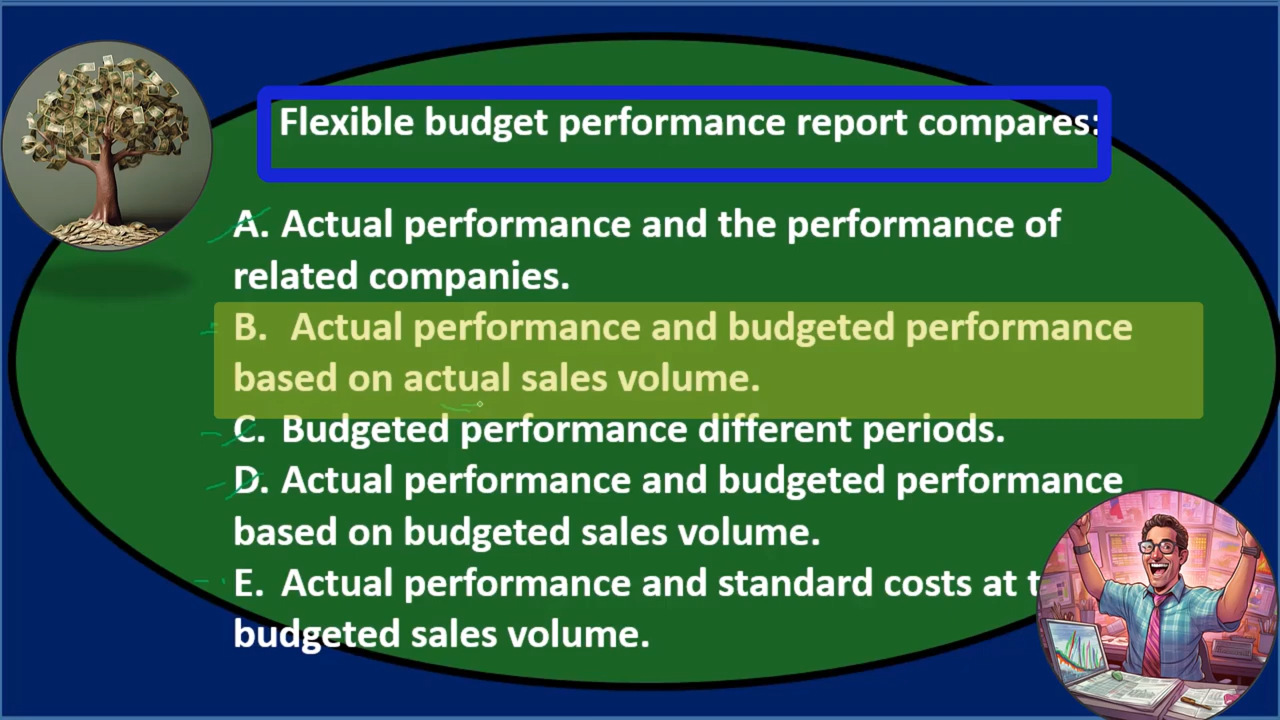 Flexible budget performance report compares:
A. Actual performance and the performance of
related companies.
B. Actual performance and budgeted performance
based on actual sales volume.
C. Budgeted performance different periods.
D. Actual performance and budgeted performance
based on budgeted sales volume.
E. Actual performance and standard costs at
budgeted sales volume.